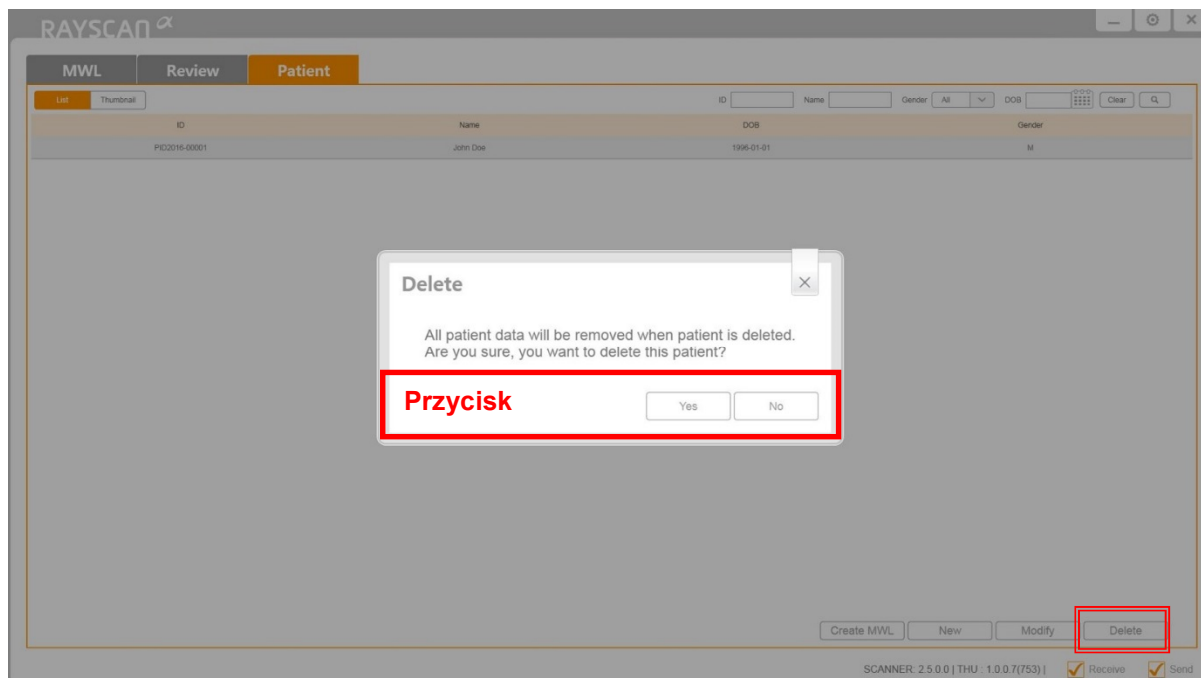 RAYSCAN α
MWL Review Patient
List Thumbnail ID Name Gender All DOB Clear
ID Name DOB Gender
PID2016-00001 John Doe 1996-01-01 M
Delete
All patient data will be removed when patient is deleted.
Are you sure, you want to delete this patient?
Przycisk Yes No
Create MWL New Modify Delete
SCANNER: 2.5.0.0 | THU : 1.0.0.7(753) | Receive Send